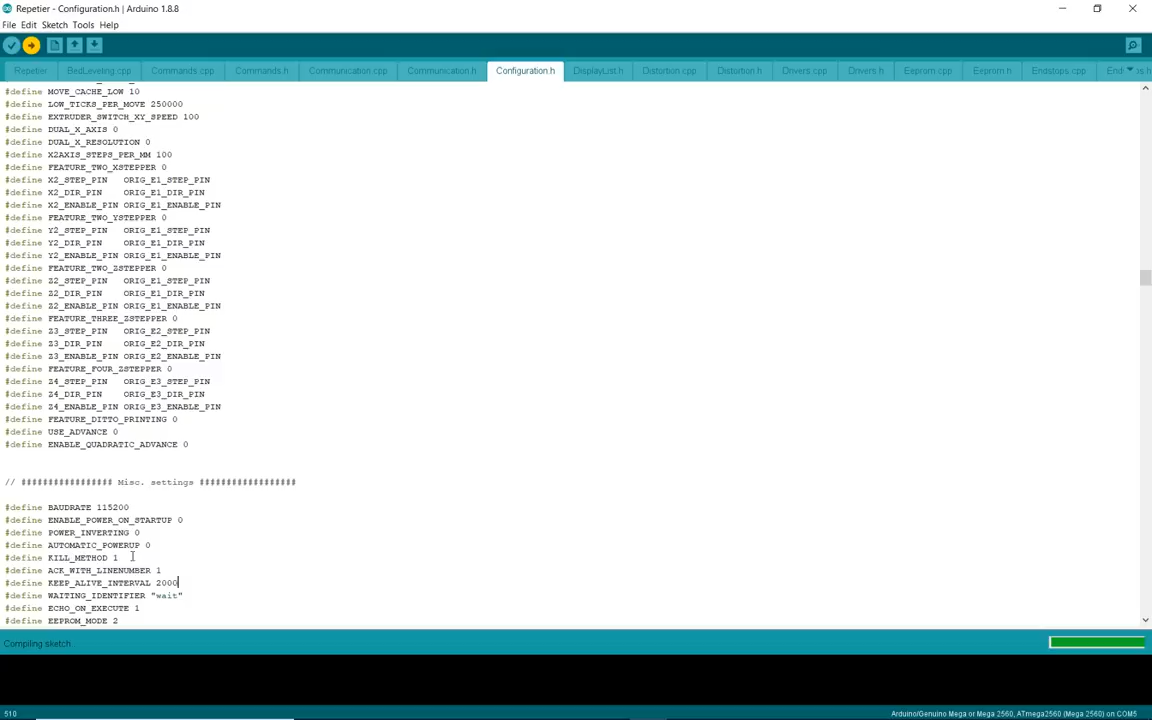 Repetier - Configuration.h | Arduino 1.8.8
File Edit Sketch Tools Help
Repetier BedLeveling.cpp Commands.cpp Commands.h Communication.cpp Communication.h Configuration.h DisplayList.h Distortion.cpp Distortion.h Drivers.cpp Drivers.h Eeprom.cpp Eeprom.h Endstops.cpp
#define MOVE_CACHE_LOW 10
#define LOW_TICKS_PER_MOVE 250000
#define EXTRUDER_SWITCH_XY_SPEED 100
#define DUAL_X_AXIS 0
#define DUAL_X_RESOLUTION 0
#define X2AXIS_STEPS_PER_MM 100
#define FEATURE_TWO_XSTEPPER 0
#define X2_STEP_PIN   ORIG_E1_STEP_PIN
#define X2_DIR_PIN    ORIG_E1_DIR_PIN
#define X2_ENABLE_PIN ORIG_E1_ENABLE_PIN
#define FEATURE_TWO_YSTEPPER 0
#define Y2_STEP_PIN   ORIG_E1_STEP_PIN
#define Y2_DIR_PIN    ORIG_E1_DIR_PIN
#define Y2_ENABLE_PIN ORIG_E1_ENABLE_PIN
#define FEATURE_TWO_ZSTEPPER 0
#define Z2_STEP_PIN   ORIG_E1_STEP_PIN
#define Z2_DIR_PIN    ORIG_E1_DIR_PIN
#define Z2_ENABLE_PIN ORIG_E1_ENABLE_PIN
#define FEATURE_THREE_ZSTEPPER 0
#define Z3_STEP_PIN   ORIG_E2_STEP_PIN
#define Z3_DIR_PIN    ORIG_E2_DIR_PIN
#define Z3_ENABLE_PIN ORIG_E2_ENABLE_PIN
#define FEATURE_FOUR_ZSTEPPER 0
#define Z4_STEP_PIN   ORIG_E3_STEP_PIN
#define Z4_DIR_PIN    ORIG_E3_DIR_PIN
#define Z4_ENABLE_PIN ORIG_E3_ENABLE_PIN
#define FEATURE_DITTO_PRINTING 0
#define USE_ADVANCE 0
#define ENABLE_QUADRATIC_ADVANCE 0
// ################# Misc. settings ##################
#define BAUDRATE 115200
#define ENABLE_POWER_ON_STARTUP 0
#define POWER_INVERTING 0
#define AUTOMATIC_POWERUP 0
#define KILL_METHOD 1
#define ACK_WITH_LINENUMBER 1
#define KEEP_ALIVE_INTERVAL 2000
#define WAITING_IDENTIFIER "wait"
#define ECHO_ON_EXECUTE 1
#define EEPROM_MODE 2
Compiling sketch
510
Arduino/Genuino Mega or Mega 2560, ATmega2560 (Mega 2560) on COM5